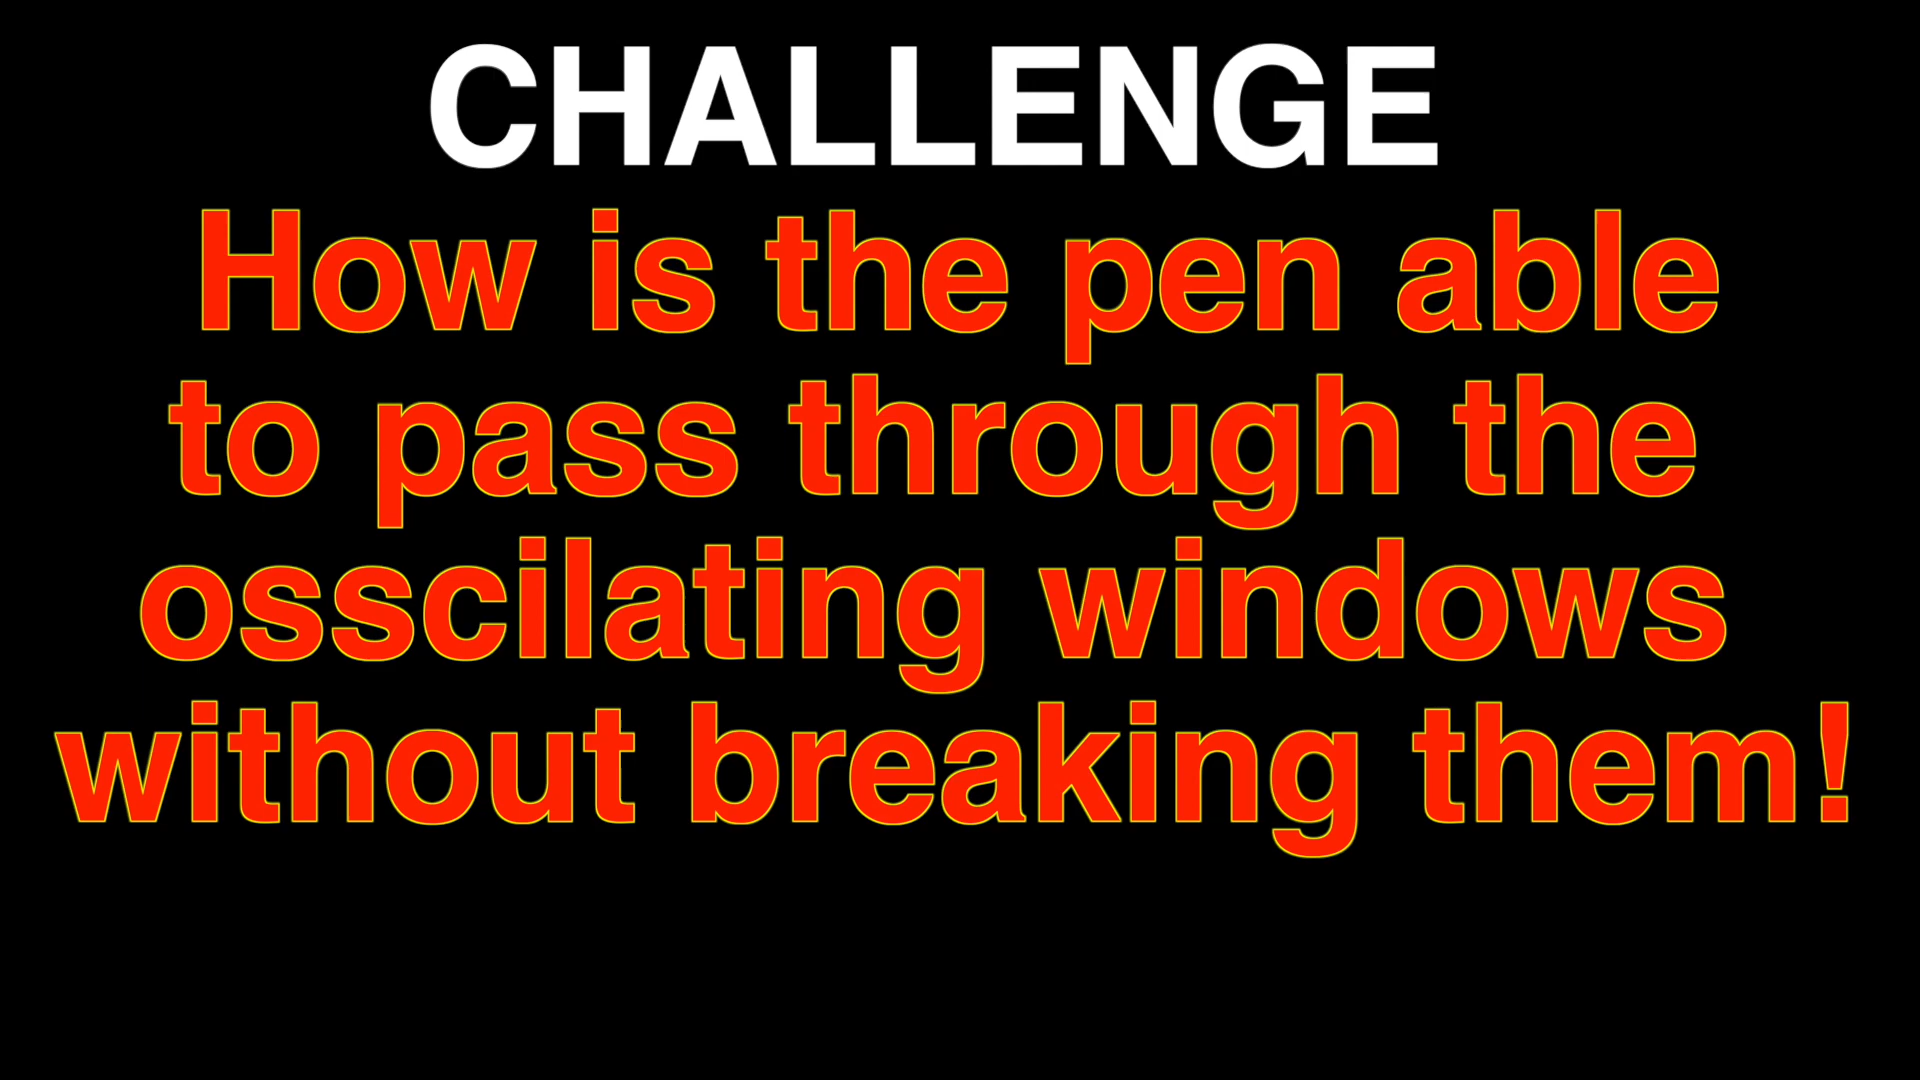 CHALLENGE
How is the pen able
to pass through the
osscilating windows
without breaking them!